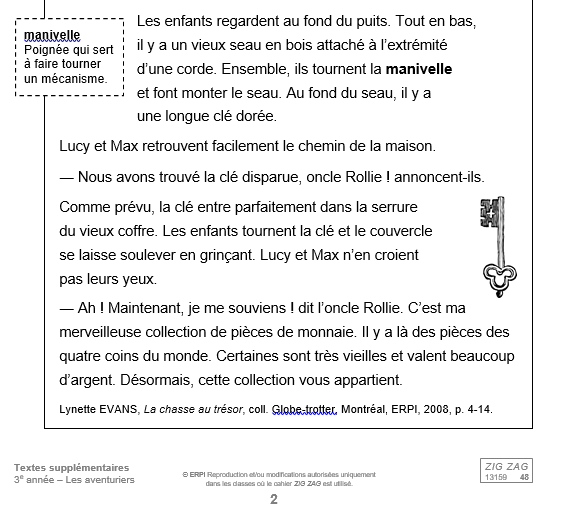 manivelle
Poignée qui sert
à faire tourner
un mécanisme.
Les enfants regardent au fond du puits. Tout en bas,
il y a un vieux seau en bois attaché à l'extrémité
d'une corde. Ensemble, ils tournent la manivelle
et font monter le seau. Au fond du seau, il y a
une longue clé dorée.
Lucy et Max retrouvent facilement le chemin de la maison.
— Nous avons trouvé la clé disparue, oncle Rollie ! annoncent-ils.
Comme prévu, la clé entre parfaitement dans la serrure
du vieux coffre. Les enfants tournent la clé et le couvercle
se laisse soulever en grinçant. Lucy et Max n'en croient
pas leurs yeux.
— Ah ! Maintenant, je me souviens ! dit l'oncle Rollie. C'est ma
merveilleuse collection de pièces de monnaie. Il y a là des pièces des
quatre coins du monde. Certaines sont très vieilles et valent beaucoup
d'argent. Désormais, cette collection vous appartient.
Lynette EVANS, La chasse au trésor, coll. Globe-trotter, Montréal, ERPI, 2008, p. 4-14.
Textes supplémentaires
3e année – Les aventuriers
© ERPI Reproduction et/ou modifications autorisées uniquement
dans les classes où le cahier ZIG ZAG est utilisé.
ZIG ZAG
13159 48
2